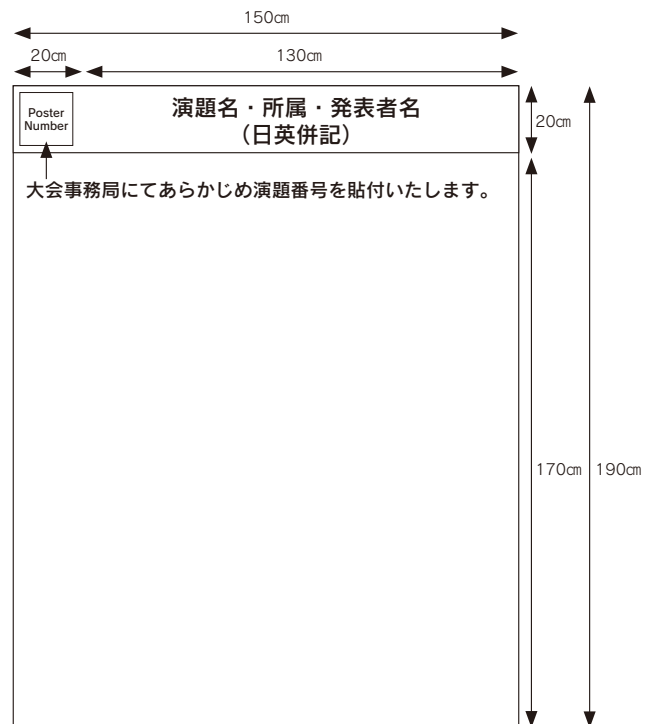 150㎝
20㎝
130㎝
Poster
Number
演題名・所属・発表者名
（日英併記）
20㎝
大会事務局にてあらかじめ演題番号を貼付いたします。
170㎝
190㎝